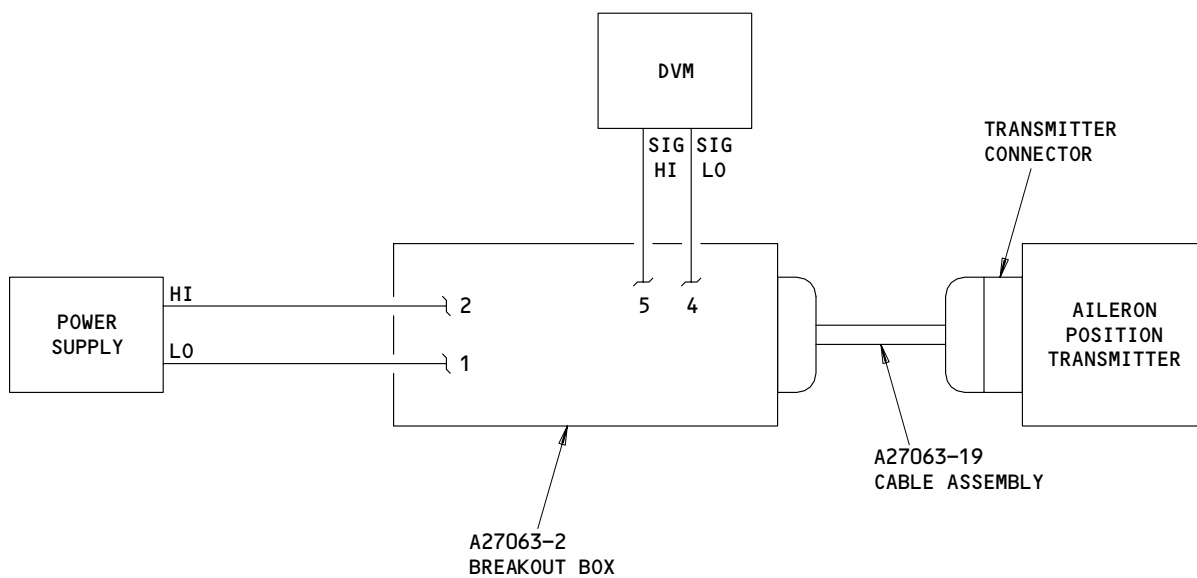 DVM
TRANSMITTER
CONNECTOR
SIG SIG
HI LO
HI
2
5 4
POWER
SUPPLY
AILERON
POSITION
TRANSMITTER
LO
1
A27063-19
CABLE ASSEMBLY
A27063-2
BREAKOUT BOX